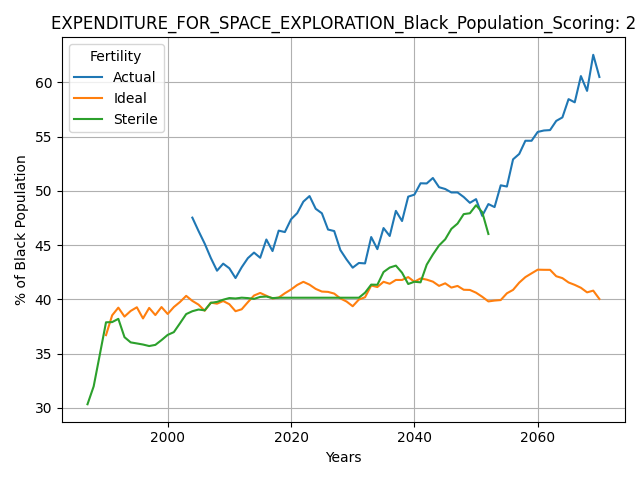 EXPENDITURE_FOR_SPACE_EXPLORATION_Black_Population_Scoring: 2
Fertility
Actual
Ideal
Sterile
% of Black Population
60
55
50
45
40
35
30
2000 2020 2040 2060
Years